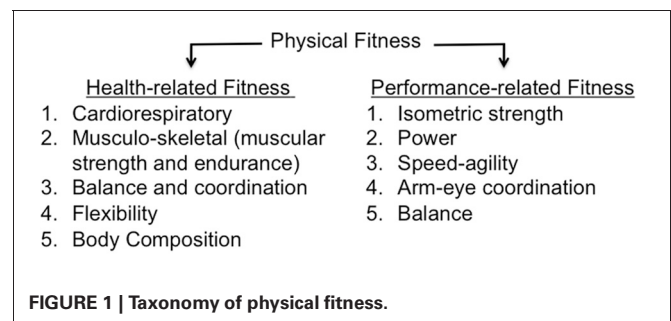 Physical Fitness
Health-related Fitness
1. Cardiorespiratory
2. Musculo-skeletal (muscular
strength and endurance)
3. Balance and coordination
4. Flexibility
5. Body Composition
Performance-related Fitness
1. Isometric strength
2. Power
3. Speed-agility
4. Arm-eye coordination
5. Balance
FIGURE 1 | Taxonomy of physical fitness.